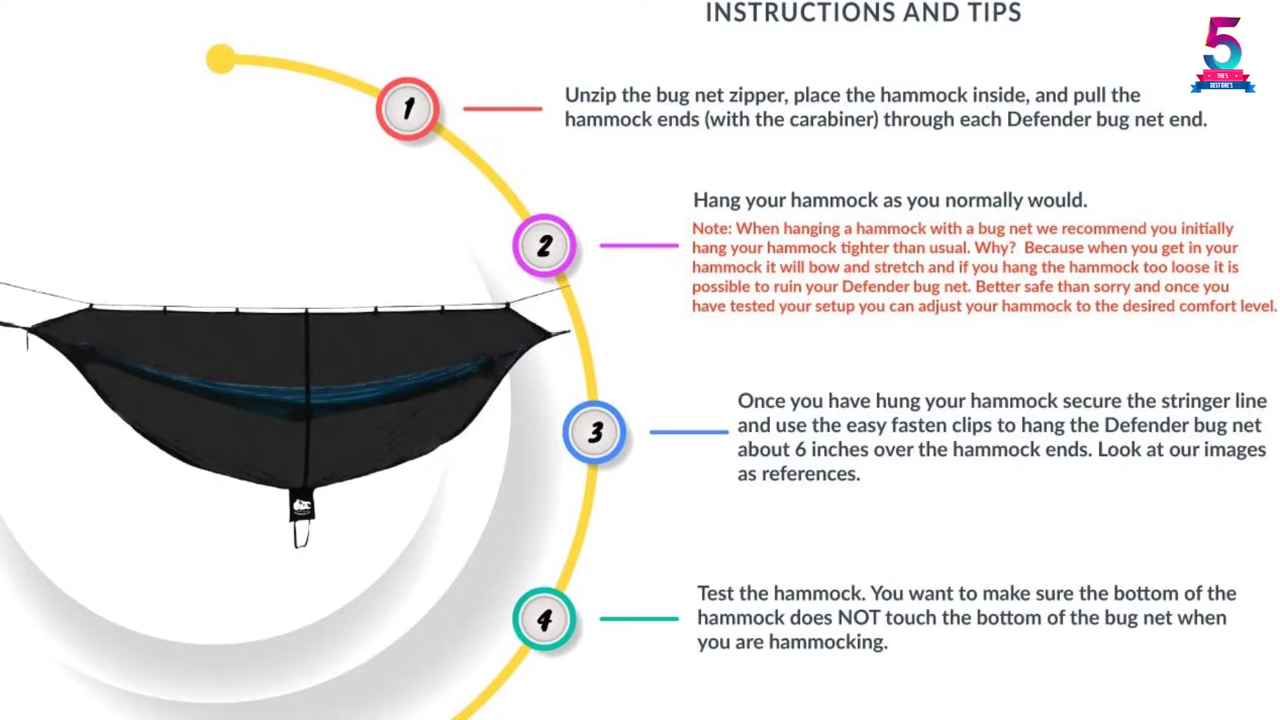 INSTRUCTIONS AND TIPS
5
THE 5
BEST ONE'S
1
Unzip the bug net zipper, place the hammock inside, and pull the
hammock ends (with the carabiner) through each Defender bug net end.
2
Hang your hammock as you normally would.
Note: When hanging a hammock with a bug net we recommend you initially
hang your hammock tighter than usual. Why? Because when you get in your
hammock it will bow and stretch and if you hang the hammock too loose it is
possible to ruin your Defender bug net. Better safe than sorry and once you
have tested your setup you can adjust your hammock to the desired comfort level.
3
Once you have hung your hammock secure the stringer line
and use the easy fasten clips to hang the Defender bug net
about 6 inches over the hammock ends. Look at our images
as references.
4
Test the hammock. You want to make sure the bottom of the
hammock does NOT touch the bottom of the bug net when
you are hammocking.